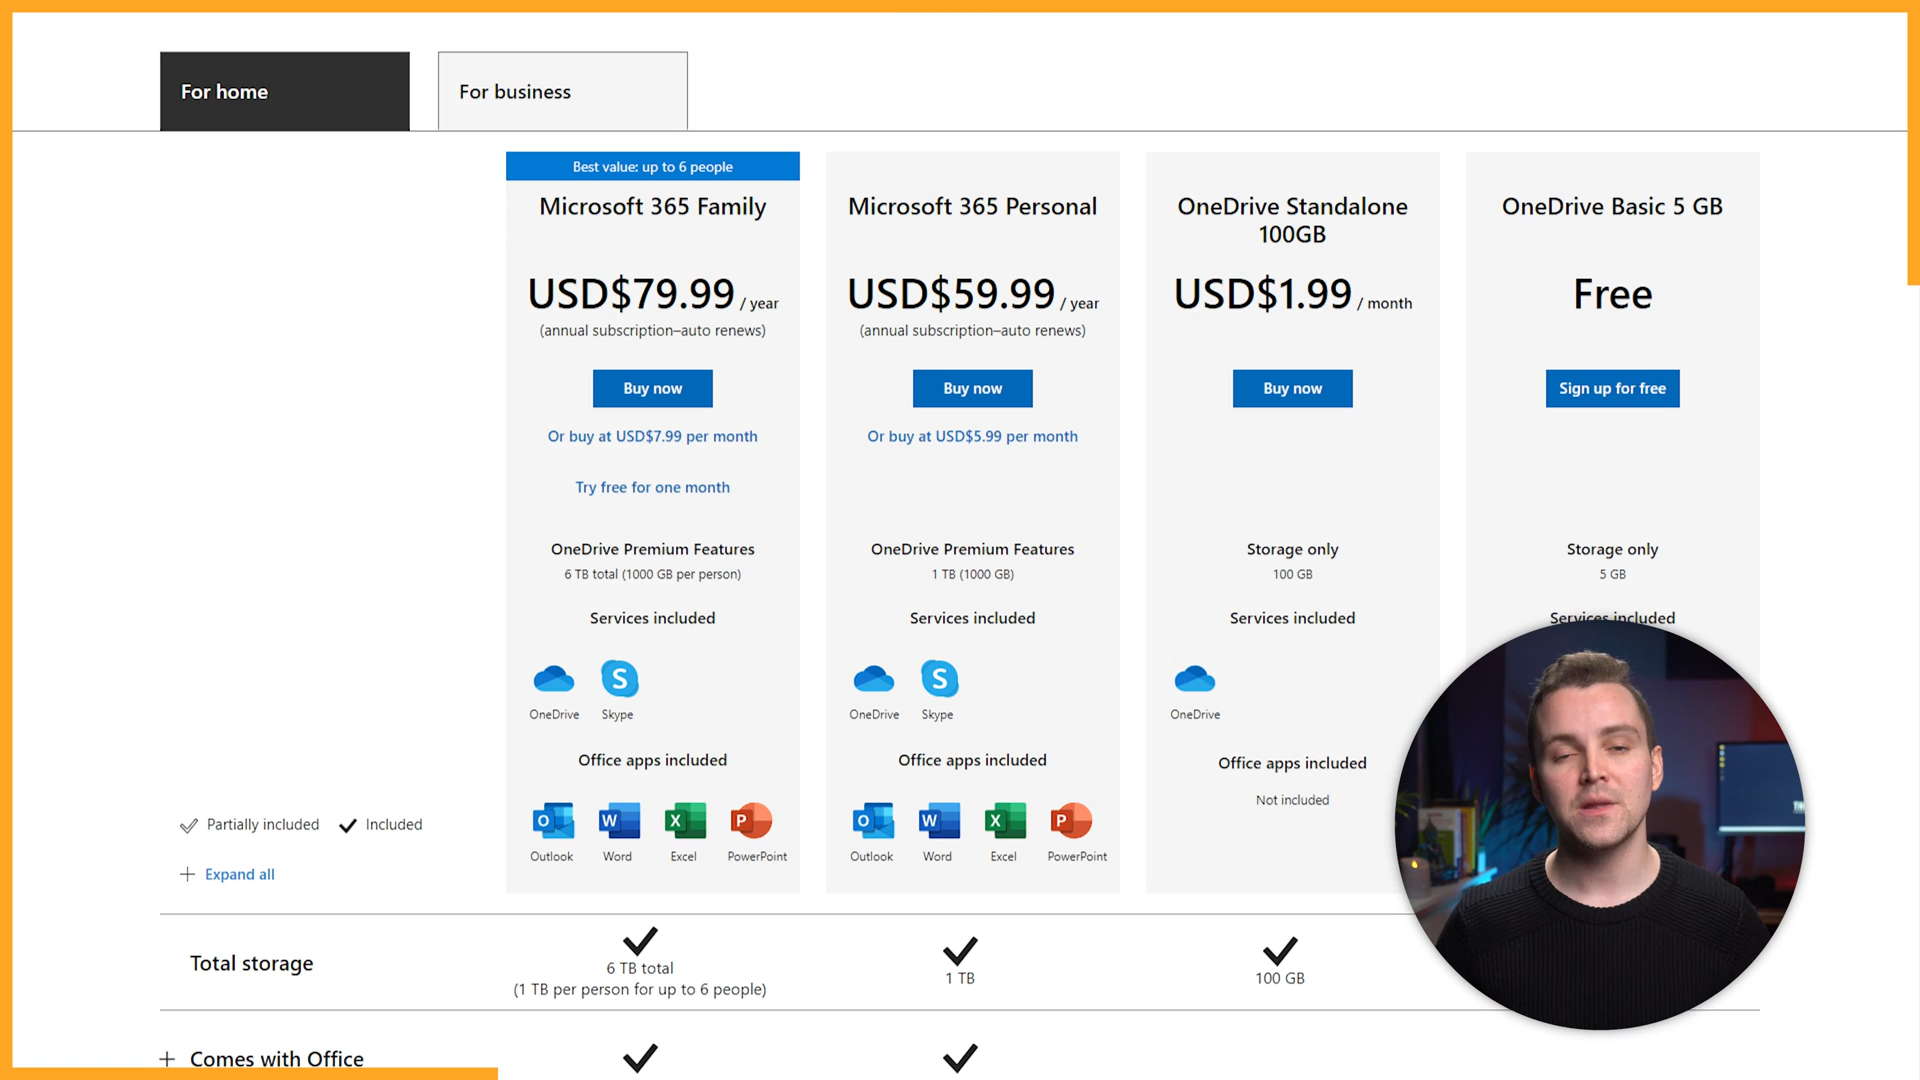 For home
For business
Best value: up to 6 people
Microsoft 365 Family
USD$79.99 / year
(annual subscription–auto renews)
Buy now
Or buy at USD$7.99 per month
Try free for one month
OneDrive Premium Features
6 TB total (1000 GB per person)
Services included
OneDrive
S
Skype
Office apps included
O
Outlook
W
Word
X
Excel
P
PowerPoint
Microsoft 365 Personal
USD$59.99 / year
(annual subscription–auto renews)
Buy now
Or buy at USD$5.99 per month
OneDrive Premium Features
1 TB (1000 GB)
Services included
OneDrive
S
Skype
Office apps included
O
Outlook
W
Word
X
Excel
P
PowerPoint
OneDrive Standalone
100GB
USD$1.99 / month
Buy now
Storage only
100 GB
Services included
OneDrive
Office apps included
Not included
OneDrive Basic 5 GB
Free
Sign up for free
Storage only
5 GB
Services included
Partially included
Included
Expand all
Total storage
6 TB total
(1 TB per person for up to 6 people)
1 TB
100 GB
Comes with Office